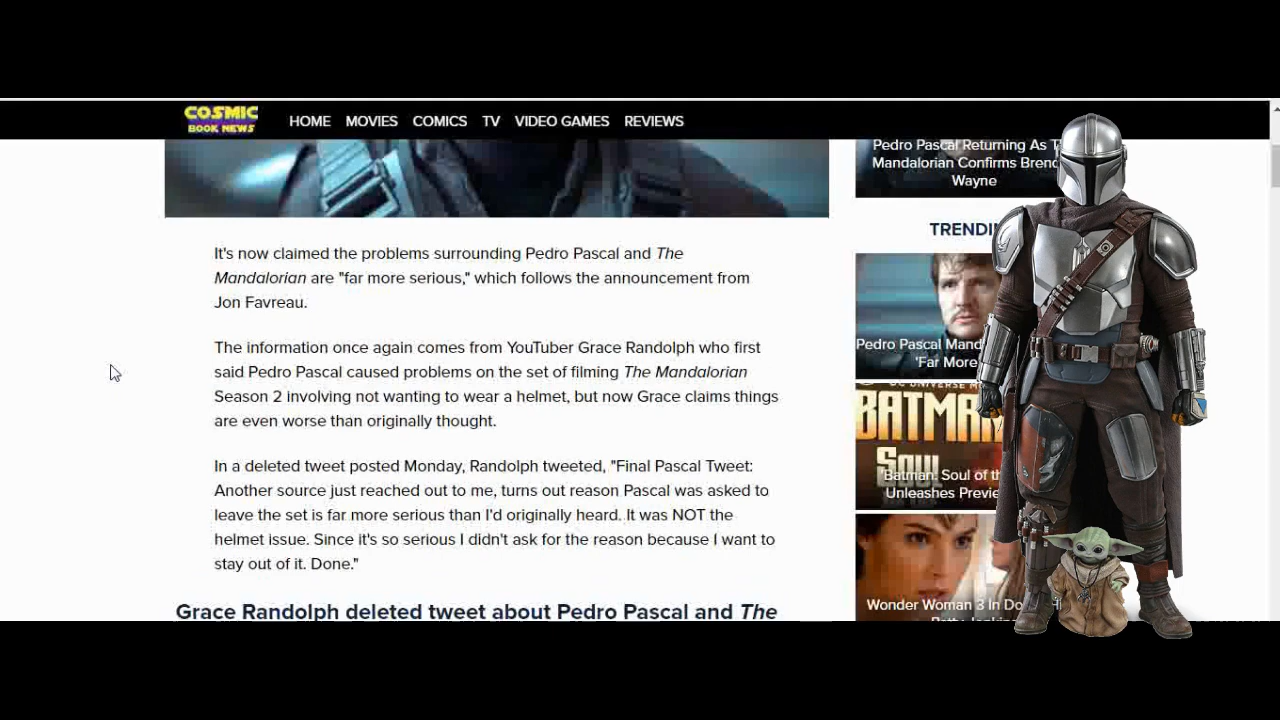 COSMIC
BOOK NEWS
HOME MOVIES COMICS TV VIDEO GAMES REVIEWS
It's now claimed the problems surrounding Pedro Pascal and The
Mandalorian are "far more serious," which follows the announcement from
Jon Favreau.
The information once again comes from YouTuber Grace Randolph who first
said Pedro Pascal caused problems on the set of filming The Mandalorian
Season 2 involving not wanting to wear a helmet, but now Grace claims things
are even worse than originally thought.
In a deleted tweet posted Monday, Randolph tweeted, "Final Pascal Tweet:
Another source just reached out to me, turns out reason Pascal was asked to
leave the set is far more serious than I'd originally heard. It was NOT the
helmet issue. Since it's so serious I didn't ask for the reason because I want to
stay out of it. Done."
Grace Randolph deleted tweet about Pedro Pascal and The
Pedro Pascal Returning As
Mandalorian Confirms
Wayne
Pedro Pascal
'Far More
DC UNIVERSE
BATMAN
Soul
Batman: Soul of
Unleashes
Wonder Woman 3 In